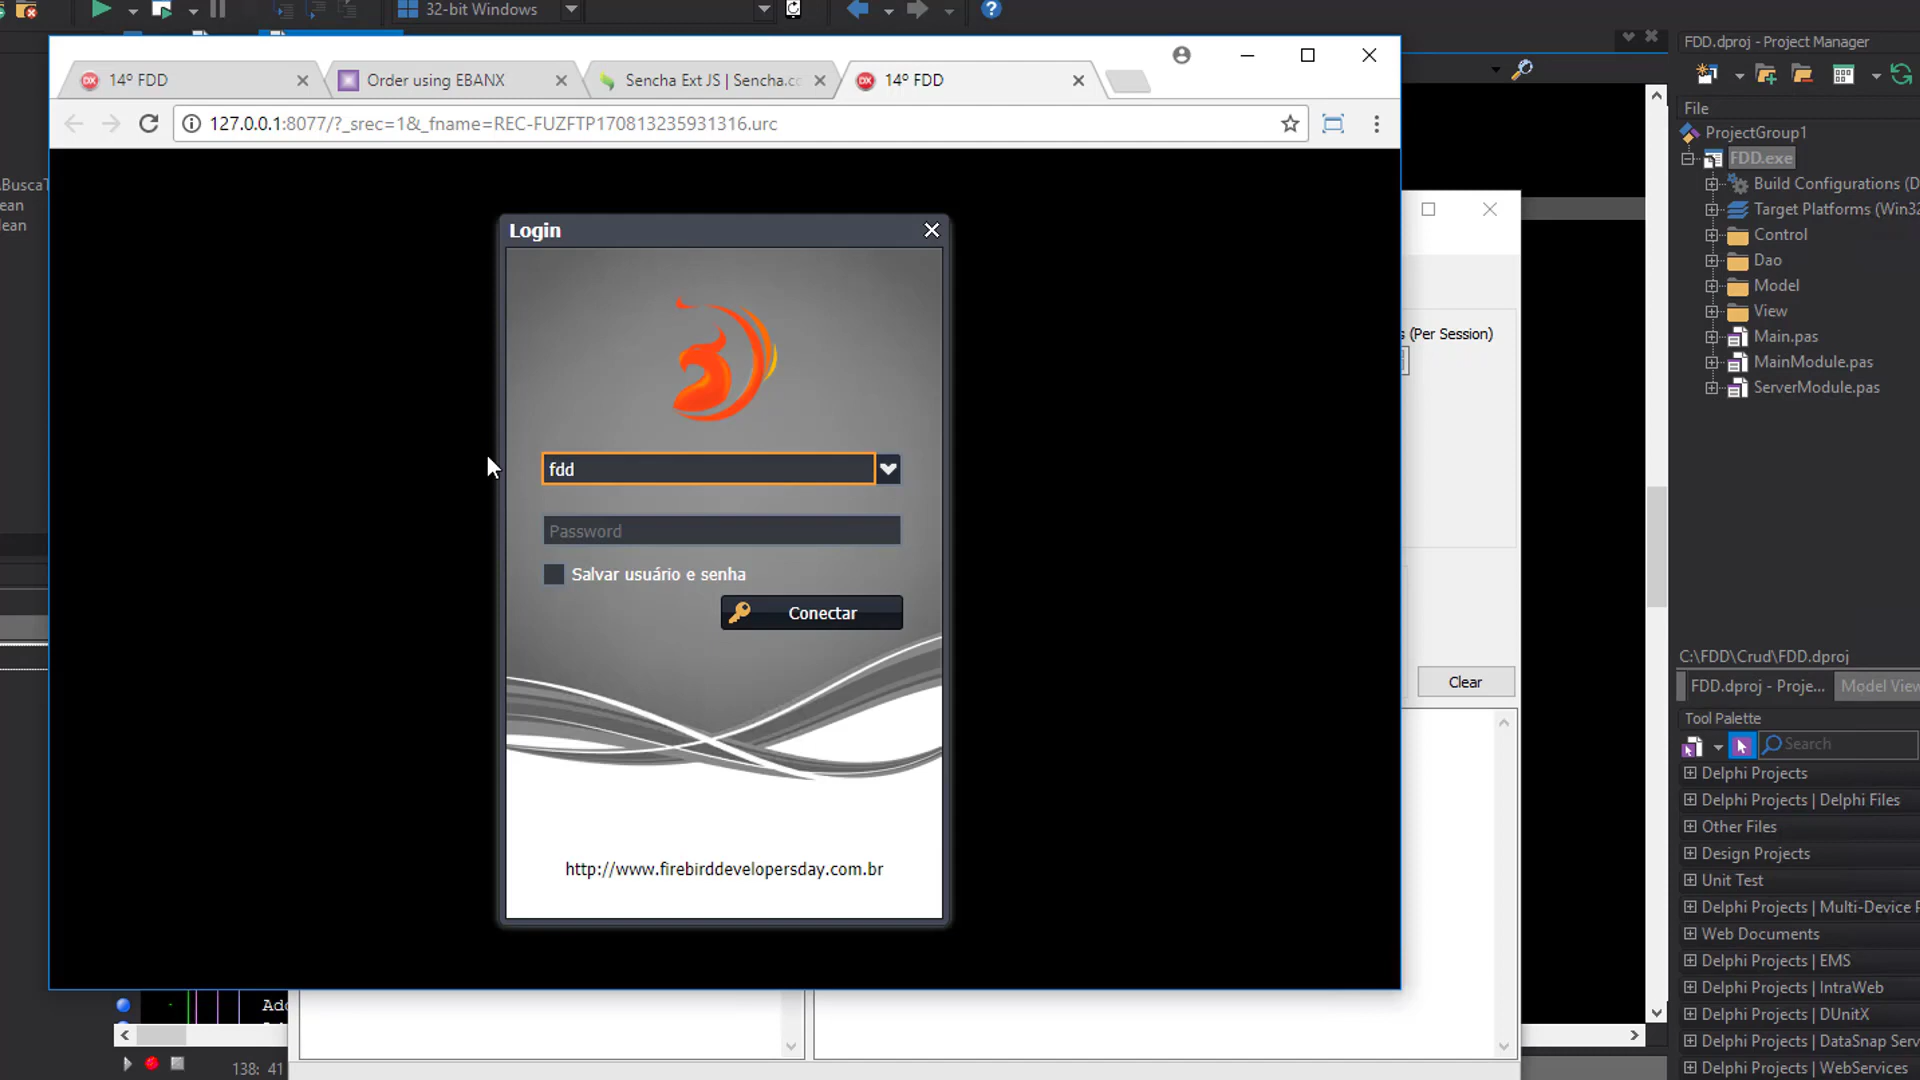 32-bit Windows
14º FDD
Order using EBANX
Sencha Ext JS | Sencha.co
14º FDD
127.0.0.1:8077/?_srec=1&_fname=REC-FUZFTP170813235931316.urc
Login
fdd
Password
Salvar usuário e senha
Conectar
http://www.firebirddevelopersday.com.br
.BuscaT
ean
lean
s (Per Session)
Clear
138: 41
FDD.dproj - Project Manager
File
ProjectGroup1
FDD.exe
Build Configurations (D
Target Platforms (Win32
Control
Dao
Model
View
Main.pas
MainModule.pas
ServerModule.pas
C:\FDD\Crud\FDD.dproj
FDD.dproj - Proje...
Model View
Tool Palette
Search
Delphi Projects
Delphi Projects | Delphi Files
Other Files
Design Projects
Unit Test
Delphi Projects | Multi-Device P
Web Documents
Delphi Projects | EMS
Delphi Projects | IntraWeb
Delphi Projects | DUnitX
Delphi Projects | DataSnap Serv
Delphi Projects | WebServices